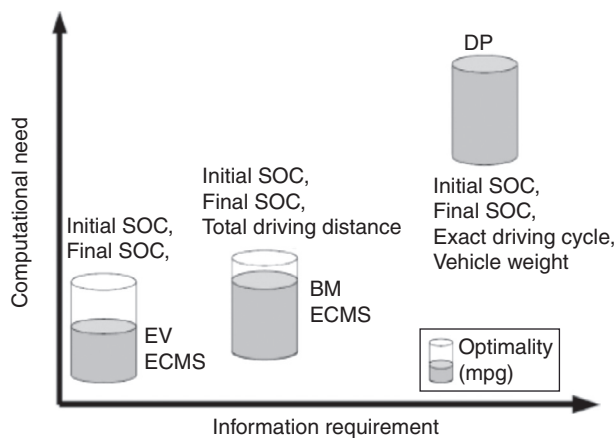 DP
Initial SOC,
Final SOC,
Total driving distance
Initial SOC,
Final SOC,
Exact driving cycle,
Vehicle weight
Initial SOC,
Final SOC,
BM
ECMS
EV
ECMS
Optimality
(mpg)
Computational need
Information requirement